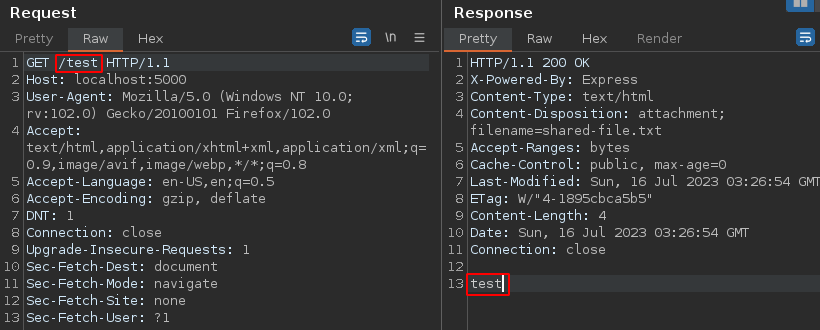 Request
Pretty Raw Hex \n
1 GET /test HTTP/1.1
2 Host: localhost:5000
3 User-Agent: Mozilla/5.0 (Windows NT 10.0;
rv:102.0) Gecko/20100101 Firefox/102.0
4 Accept:
text/html,application/xhtml+xml,application/xml;q=
0.9,image/avif,image/webp,*/*;q=0.8
5 Accept-Language: en-US,en;q=0.5
6 Accept-Encoding: gzip, deflate
7 DNT: 1
8 Connection: close
9 Upgrade-Insecure-Requests: 1
10 Sec-Fetch-Dest: document
11 Sec-Fetch-Mode: navigate
12 Sec-Fetch-Site: none
13 Sec-Fetch-User: ?1
Response
Pretty Raw Hex Render
1 HTTP/1.1 200 OK
2 X-Powered-By: Express
3 Content-Type: text/html
4 Content-Disposition: attachment;
filename=shared-file.txt
5 Accept-Ranges: bytes
6 Cache-Control: public, max-age=0
7 Last-Modified: Sun, 16 Jul 2023 03:26:54 GMT
8 ETag: W/"4-1895cbca5b5"
9 Content-Length: 4
10 Date: Sun, 16 Jul 2023 03:26:54 GMT
11 Connection: close
12
13 test